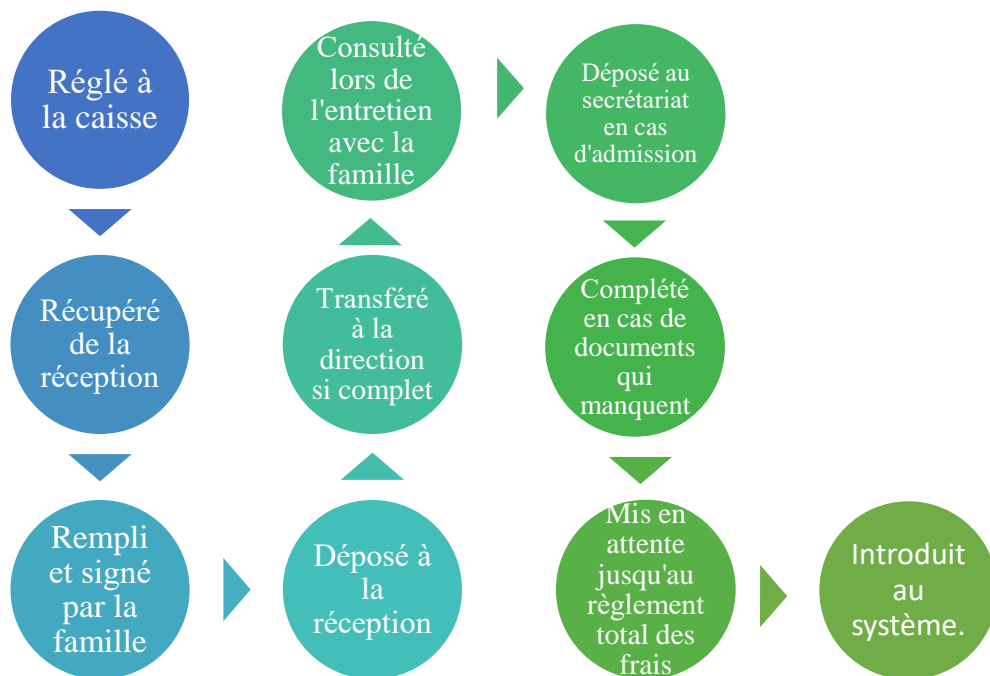 Réglé à
la caisse
Récupéré
de la
réception
Rempli
et signé
par la
famille
Déposé à
la
réception
Transféré
à la
direction
si complet
Consulté
lors de
l'entretien
avec la
famille
Déposé au
secrétariat
en cas
d'admission
Complété
en cas de
documents
qui
manquent
Mis en
attente
jusqu'au
règlement
total des
frais
Introduit
au
système.